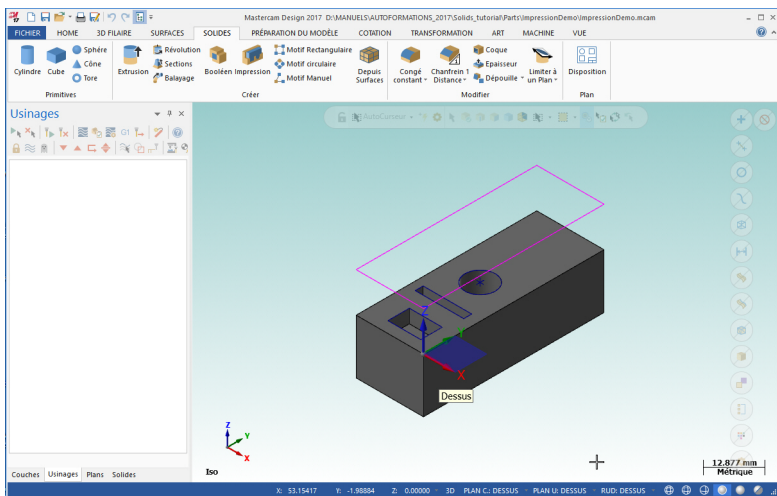 Mastercam Design 2017 D:\MANUELS\AUTOFORMATIONS_2017\Solids_tutorial\Parts\ImpressionDemo\ImpressionDemo.mcam
FICHIER HOME 3D FILAIRE SURFACES SOLIDES PRÉPARATION DU MODÈLE COTATION TRANSFORMATION ART MACHINE VUE
Cylindre Cube Sphère Cône Tore
Primitives
Extrusion Révolution Sections Balayage Booléen Impression Motif Rectangulaire Motif circulaire Motif Manuel Depuis Surfaces
Créer
Congé constant Chanfrein 1 Distance Coque Epaisseur Dépouille Limiter à un Plan
Modifier
Disposition
Plan
Usinages
G1
AutoCurseur
Z
Y
X
Dessus
Z
Y
X
Iso
12.877 mm
Métrique
Couches Usinages Plans Solides
X: 53.15417 Y: -1.98884 Z: 0.00000 3D PLAN C.: DESSUS PLAN U: DESSUS RUD: DESSUS